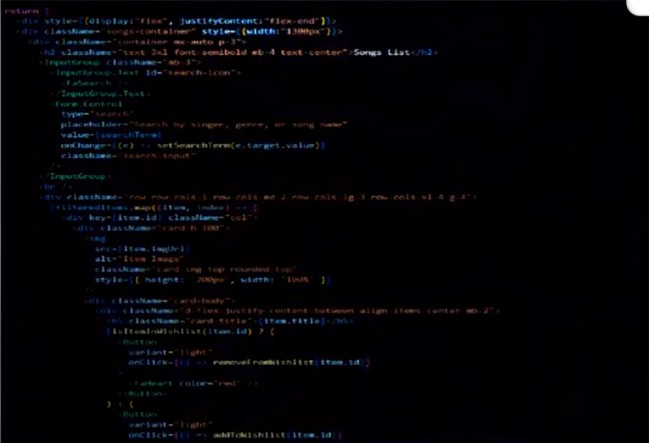 return (
<div style={{display:"flex", justifyContent:"flex-end"}}>
<div className="songs-container" style={{width:"1300px"}}>
<div className="container mx-auto p-3">
<h2 className="text-3xl font-semibold mb-4 text-center">Songs List</h2>
<InputGroup className="mb-3">
<InputGroup.Text id="search-icon">
<FaSearch />
</InputGroup.Text>
<Form.Control
type="search"
placeholder="Search by singer, genre, or song name"
value={searchTerm}
onChange={(e) => setSearchTerm(e.target.value)}
className="search-input"
/>
</InputGroup>
<br />
<div className="row row-cols-1 row-cols-md-2 row-cols-lg-3 row-cols-xl-4 g-4">
{filteredItems.map((item, index) => (
<div key={item.id} className="col">
<div className="card h-100">
<img
src={item.imgUrl}
alt="Item Image"
className="card-img-top rounded-top"
style={{ height: '200px', width: '100%' }}
/>
<div className="card-body">
<div className="d-flex justify-content-between align-items-center mb-2">
<h5 className="card-title">{item.title}</h5>
{isItemInWishlist(item.id) ? (
<Button
variant="light"
onClick={() => removeFromWishlist(item.id)}
>
<FaHeart color="red" />
</Button>
) : (
<Button
variant="light"
onClick={() => addToWishlist(item.id)}